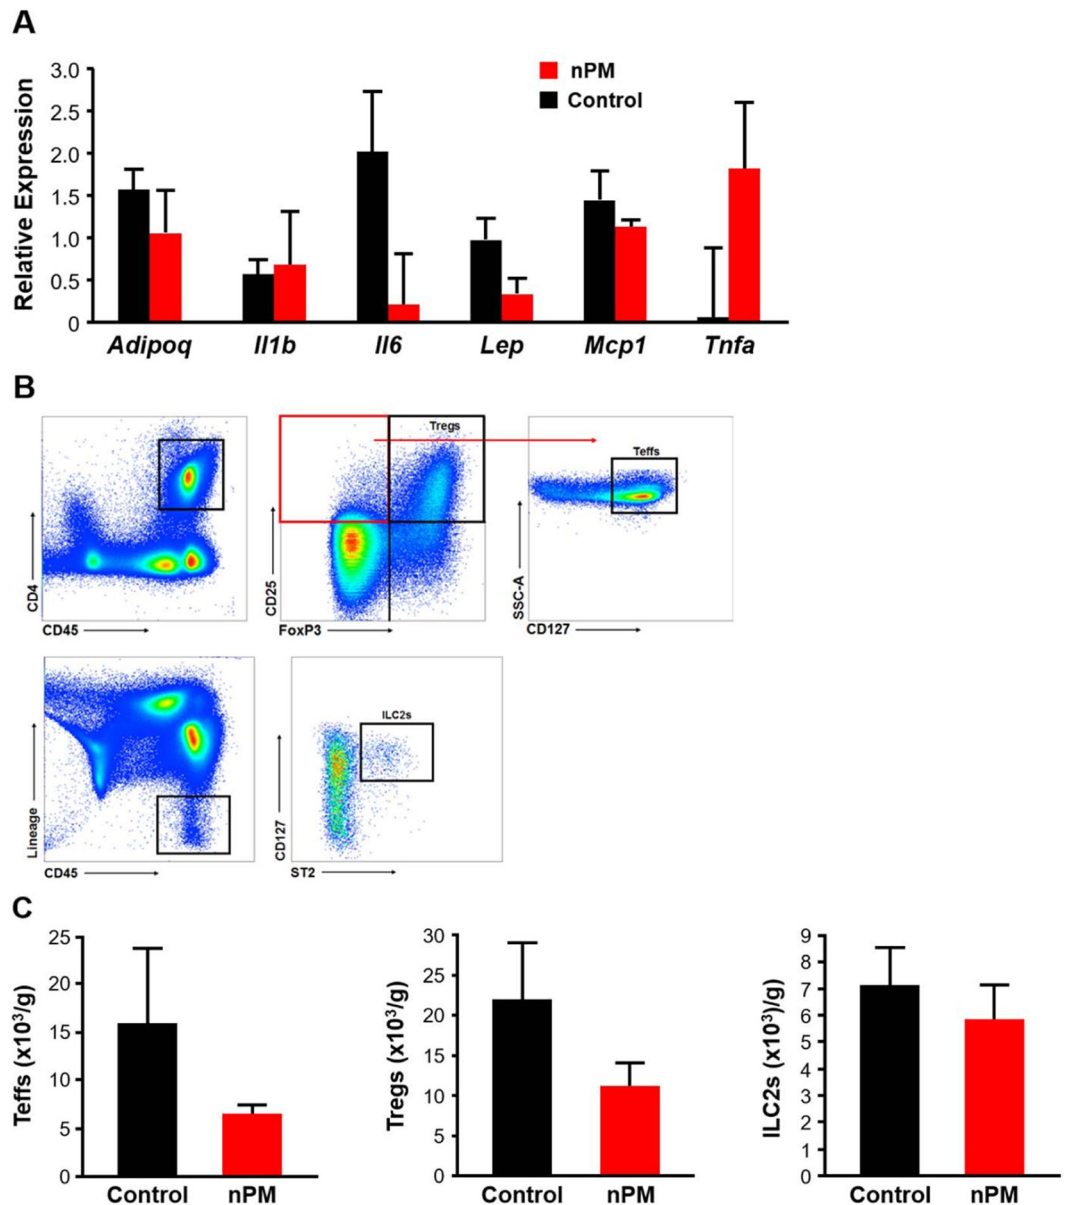 A
Relative Expression
3.0
2.5
2.0
1.5
1.0
0.5
0
nPM
Control
Adipoq Il1b Il6 Lep Mcp1 Tnfa
B
CD4
CD45
Tregs
CD25
FoxP3
Teffs
SSC-A
CD127
Lineage
CD45
ILC2s
CD127
ST2
C
Teffs (x10³/g)
25
20
15
10
5
0
Control nPM
Tregs (x10³/g)
30
25
20
15
10
5
0
Control nPM
ILC2s (x10³)/g)
9
8
7
6
5
4
3
2
1
0
Control nPM